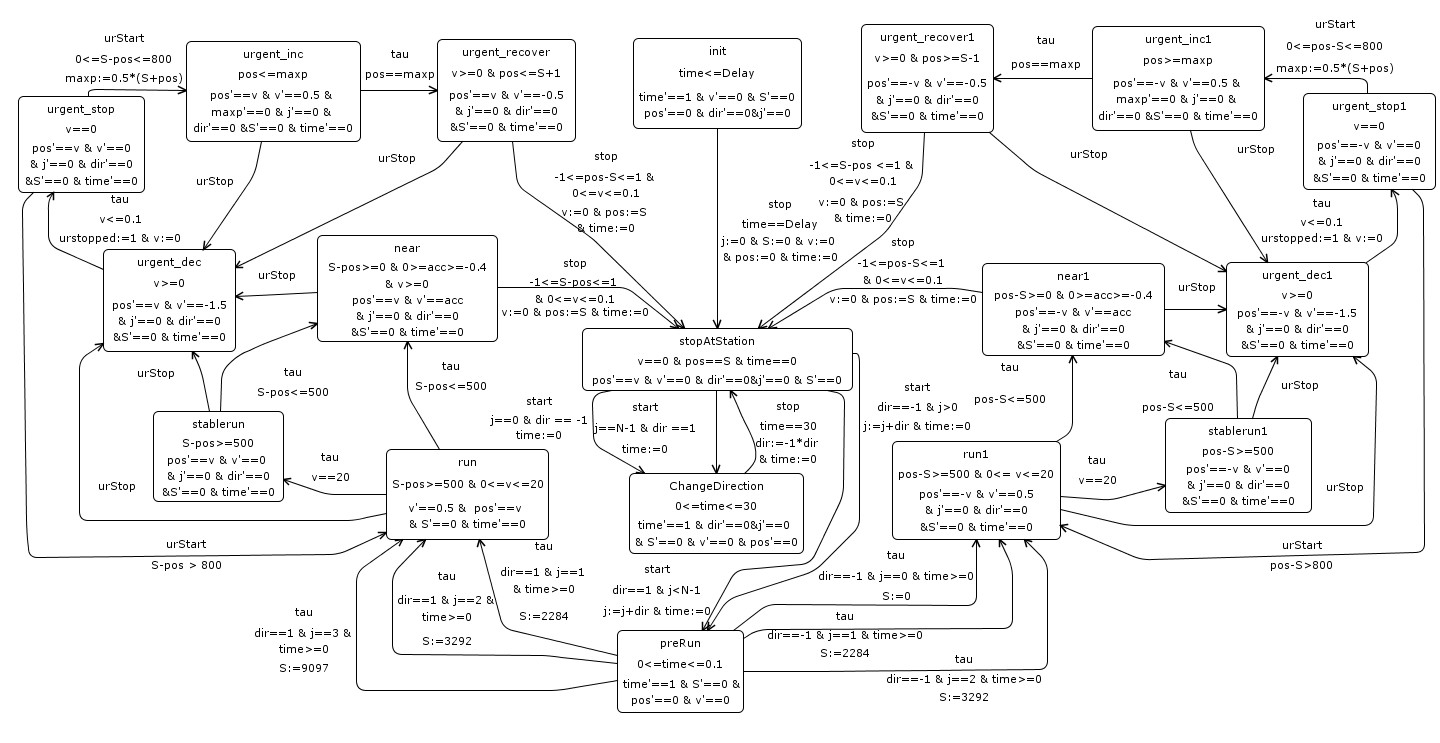 urStart
0<=S-pos<=800
maxp:=0.5*(S+pos)
urgent_stop
v==0
pos'==v & v'==0
& j'==0 & dir'==0
&S'==0 & time'==0
urgent_inc
pos<=maxp
pos'==v & v'==0.5 &
maxp'==0 & j'==0 &
dir'==0 &S'==0 & time'==0
tau
pos==maxp
urgent_recover
v>=0 & pos<=S+1
pos'==v & v'==-0.5
& j'==0 & dir'==0
&S'==0 & time'==0
init
time<=Delay
time'==1 & v'==0 & S'==0
pos'==0 & dir'==0&j'==0
urgent_recover1
v>=0 & pos>=S-1
pos'==-v & v'==-0.5
& j'==0 & dir'==0
&S'==0 & time'==0
tau
pos==maxp
urgent_inc1
pos>=maxp
pos'==-v & v'==0.5 &
maxp'==0 & j'==0 &
dir'==0 &S'==0 & time'==0
urStart
0<=pos-S<=800
maxp:=0.5*(S+pos)
urgent_stop1
v==0
pos'==-v & v'==0
& j'==0 & dir'==0
&S'==0 & time'==0
urStop
urStop
stop
-1<=pos-S<=1 &
0<=v<=0.1
v:=0 & pos:=S
& time:=0
stop
time==Delay
j:=0 & S:=0 & v:=0
& pos:=0 & time:=0
stop
-1<=S-pos <=1 &
0<=v<=0.1
v:=0 & pos:=S
& time:=0
urStop
urStop
tau
v<=0.1
urstopped:=1 & v:=0
tau
v<=0.1
urstopped:=1 & v:=0
urgent_dec
v>=0
pos'==v & v'==-1.5
& j'==0 & dir'==0
&S'==0 & time'==0
urStop
near
S-pos>=0 & 0>=acc>=-0.4
& v>=0
pos'==v & v'==acc
& j'==0 & dir'==0
&S'==0 & time'==0
stop
-1<=S-pos<=1
& 0<=v<=0.1
v:=0 & pos:=S & time:=0
stop
-1<=pos-S<=1
& 0<=v<=0.1
v:=0 & pos:=S & time:=0
near1
pos-S>=0 & 0>=acc>=-0.4
pos'==-v & v'==acc
& j'==0 & dir'==0
&S'==0 & time'==0
urStop
urgent_dec1
v>=0
pos'==-v & v'==-1.5
& j'==0 & dir'==0
&S'==0 & time'==0
stopAtStation
v==0 & pos==S & time==0
pos'==v & v'==0 & dir'==0&j'==0 & S'==0
urStop
tau
S-pos<=500
tau
S-pos<=500
start
j==0 & dir == -1
time:=0
start
j==N-1 & dir ==1
time:=0
stop
time==30
dir:=-1*dir
& time:=0
start
dir==-1 & j>0
j:=j+dir & time:=0
tau
pos-S<=500
tau
pos-S<=500
urStop
stablerun
S-pos>=500
pos'==v & v'==0
& j'==0 & dir'==0
&S'==0 & time'==0
tau
v==20
urStop
run
S-pos>=500 & 0<=v<=20
v'==0.5 & pos'==v
& S'==0 & time'==0
ChangeDirection
0<=time<=30
time'==1 & dir'==0&j'==0
& S'==0 & v'==0 & pos'==0
run1
pos-S>=500 & 0<= v<=20
pos'==-v & v'==0.5
& j'==0 & dir'==0
&S'==0 & time'==0
tau
v==20
stablerun1
pos-S>=500
pos'==-v & v'==0
& j'==0 & dir'==0
&S'==0 & time'==0
urStop
urStart
S-pos > 800
urStart
pos-S>800
tau
dir==1 & j==3 &
time>=0
S:=9097
tau
dir==1 & j==2 &
time>=0
S:=3292
tau
dir==1 & j==1
& time>=0
S:=2284
start
dir==1 & j<N-1
j:=j+dir & time:=0
tau
dir==-1 & j==0 & time>=0
S:=0
tau
dir==-1 & j==1 & time>=0
S:=2284
tau
dir==-1 & j==2 & time>=0
S:=3292
preRun
0<=time<=0.1
time'==1 & S'==0 &
pos'==0 & v'==0